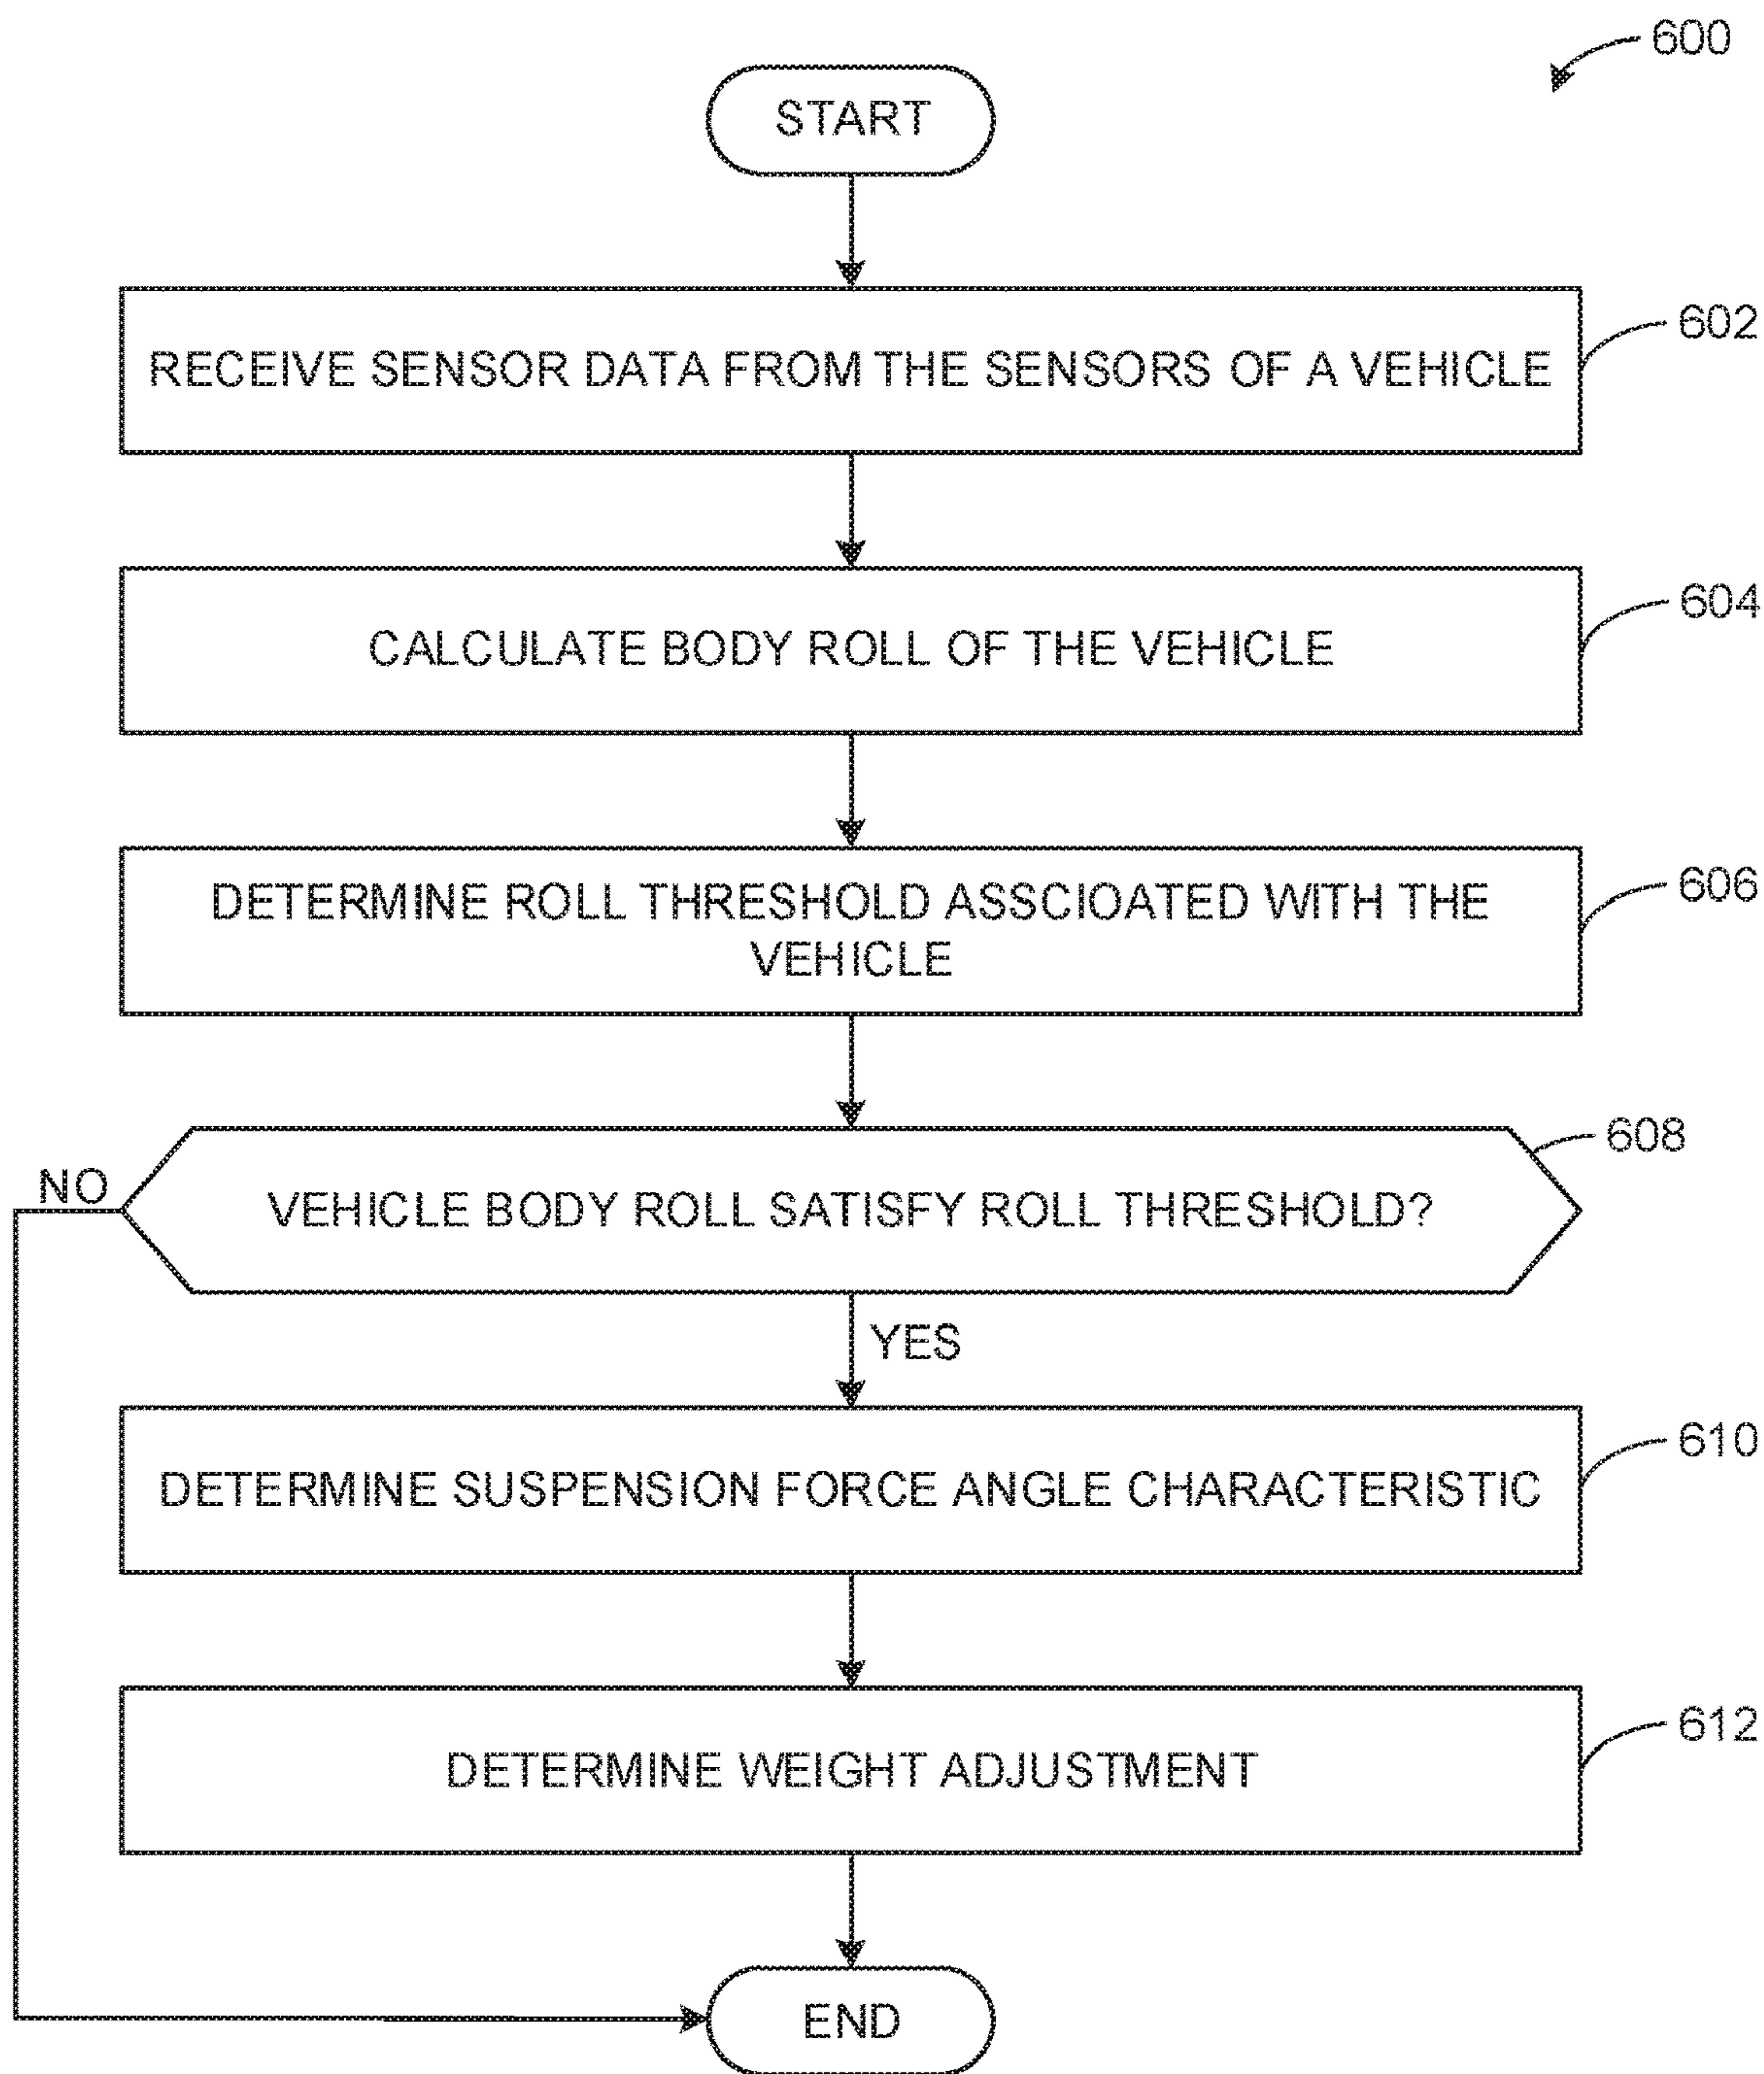 600
START
RECEIVE SENSOR DATA FROM THE SENSORS OF A VEHICLE
602
CALCULATE BODY ROLL OF THE VEHICLE
604
DETERMINE ROLL THRESHOLD ASSCIOATED WITH THE
VEHICLE
606
608
NO
VEHICLE BODY ROLL SATISFY ROLL THRESHOLD?
YES
DETERMINE SUSPENSION FORCE ANGLE CHARACTERISTIC
610
DETERMINE WEIGHT ADJUSTMENT
612
END